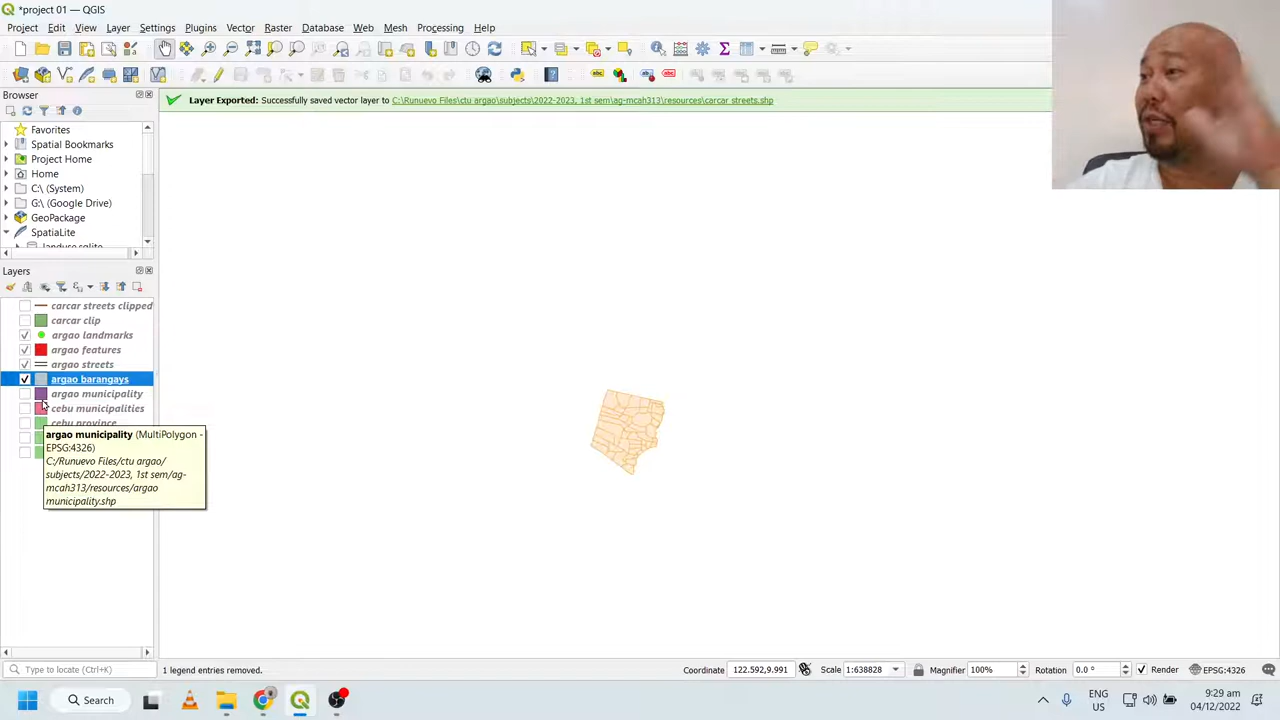 *project 01 — QGIS
Project Edit View Layer Settings Plugins Vector Raster Database Web Mesh Processing Help
Browser
Favorites
Spatial Bookmarks
Project Home
Home
C:\ (System)
G:\ (Google Drive)
GeoPackage
SpatiaLite
landuse.sqlite
Layer Exported: Successfully saved vector layer to C:\Runuevo Files\ctu argao\subjects\2022-2023, 1st sem\ag-mcah313\resources\carcar streets.shp
Layers
carcar streets clipped
carcar clip
argao landmarks
argao features
argao streets
argao barangays
argao municipality
cebu municipalities
cebu province
argao municipality (MultiPolygon -
EPSG:4326)
C:/Runuevo Files/ctu argao/
subjects/2022-2023, 1st sem/ag-
mcah313/resources/argao
municipality.shp
Type to locate (Ctrl+K)
1 legend entries removed.
Coordinate 122.592,9.991
Scale 1:638828
Magnifier 100%
Rotation 0.0 °
Render
EPSG:4326
Search
ENG
US
9:29 am
04/12/2022